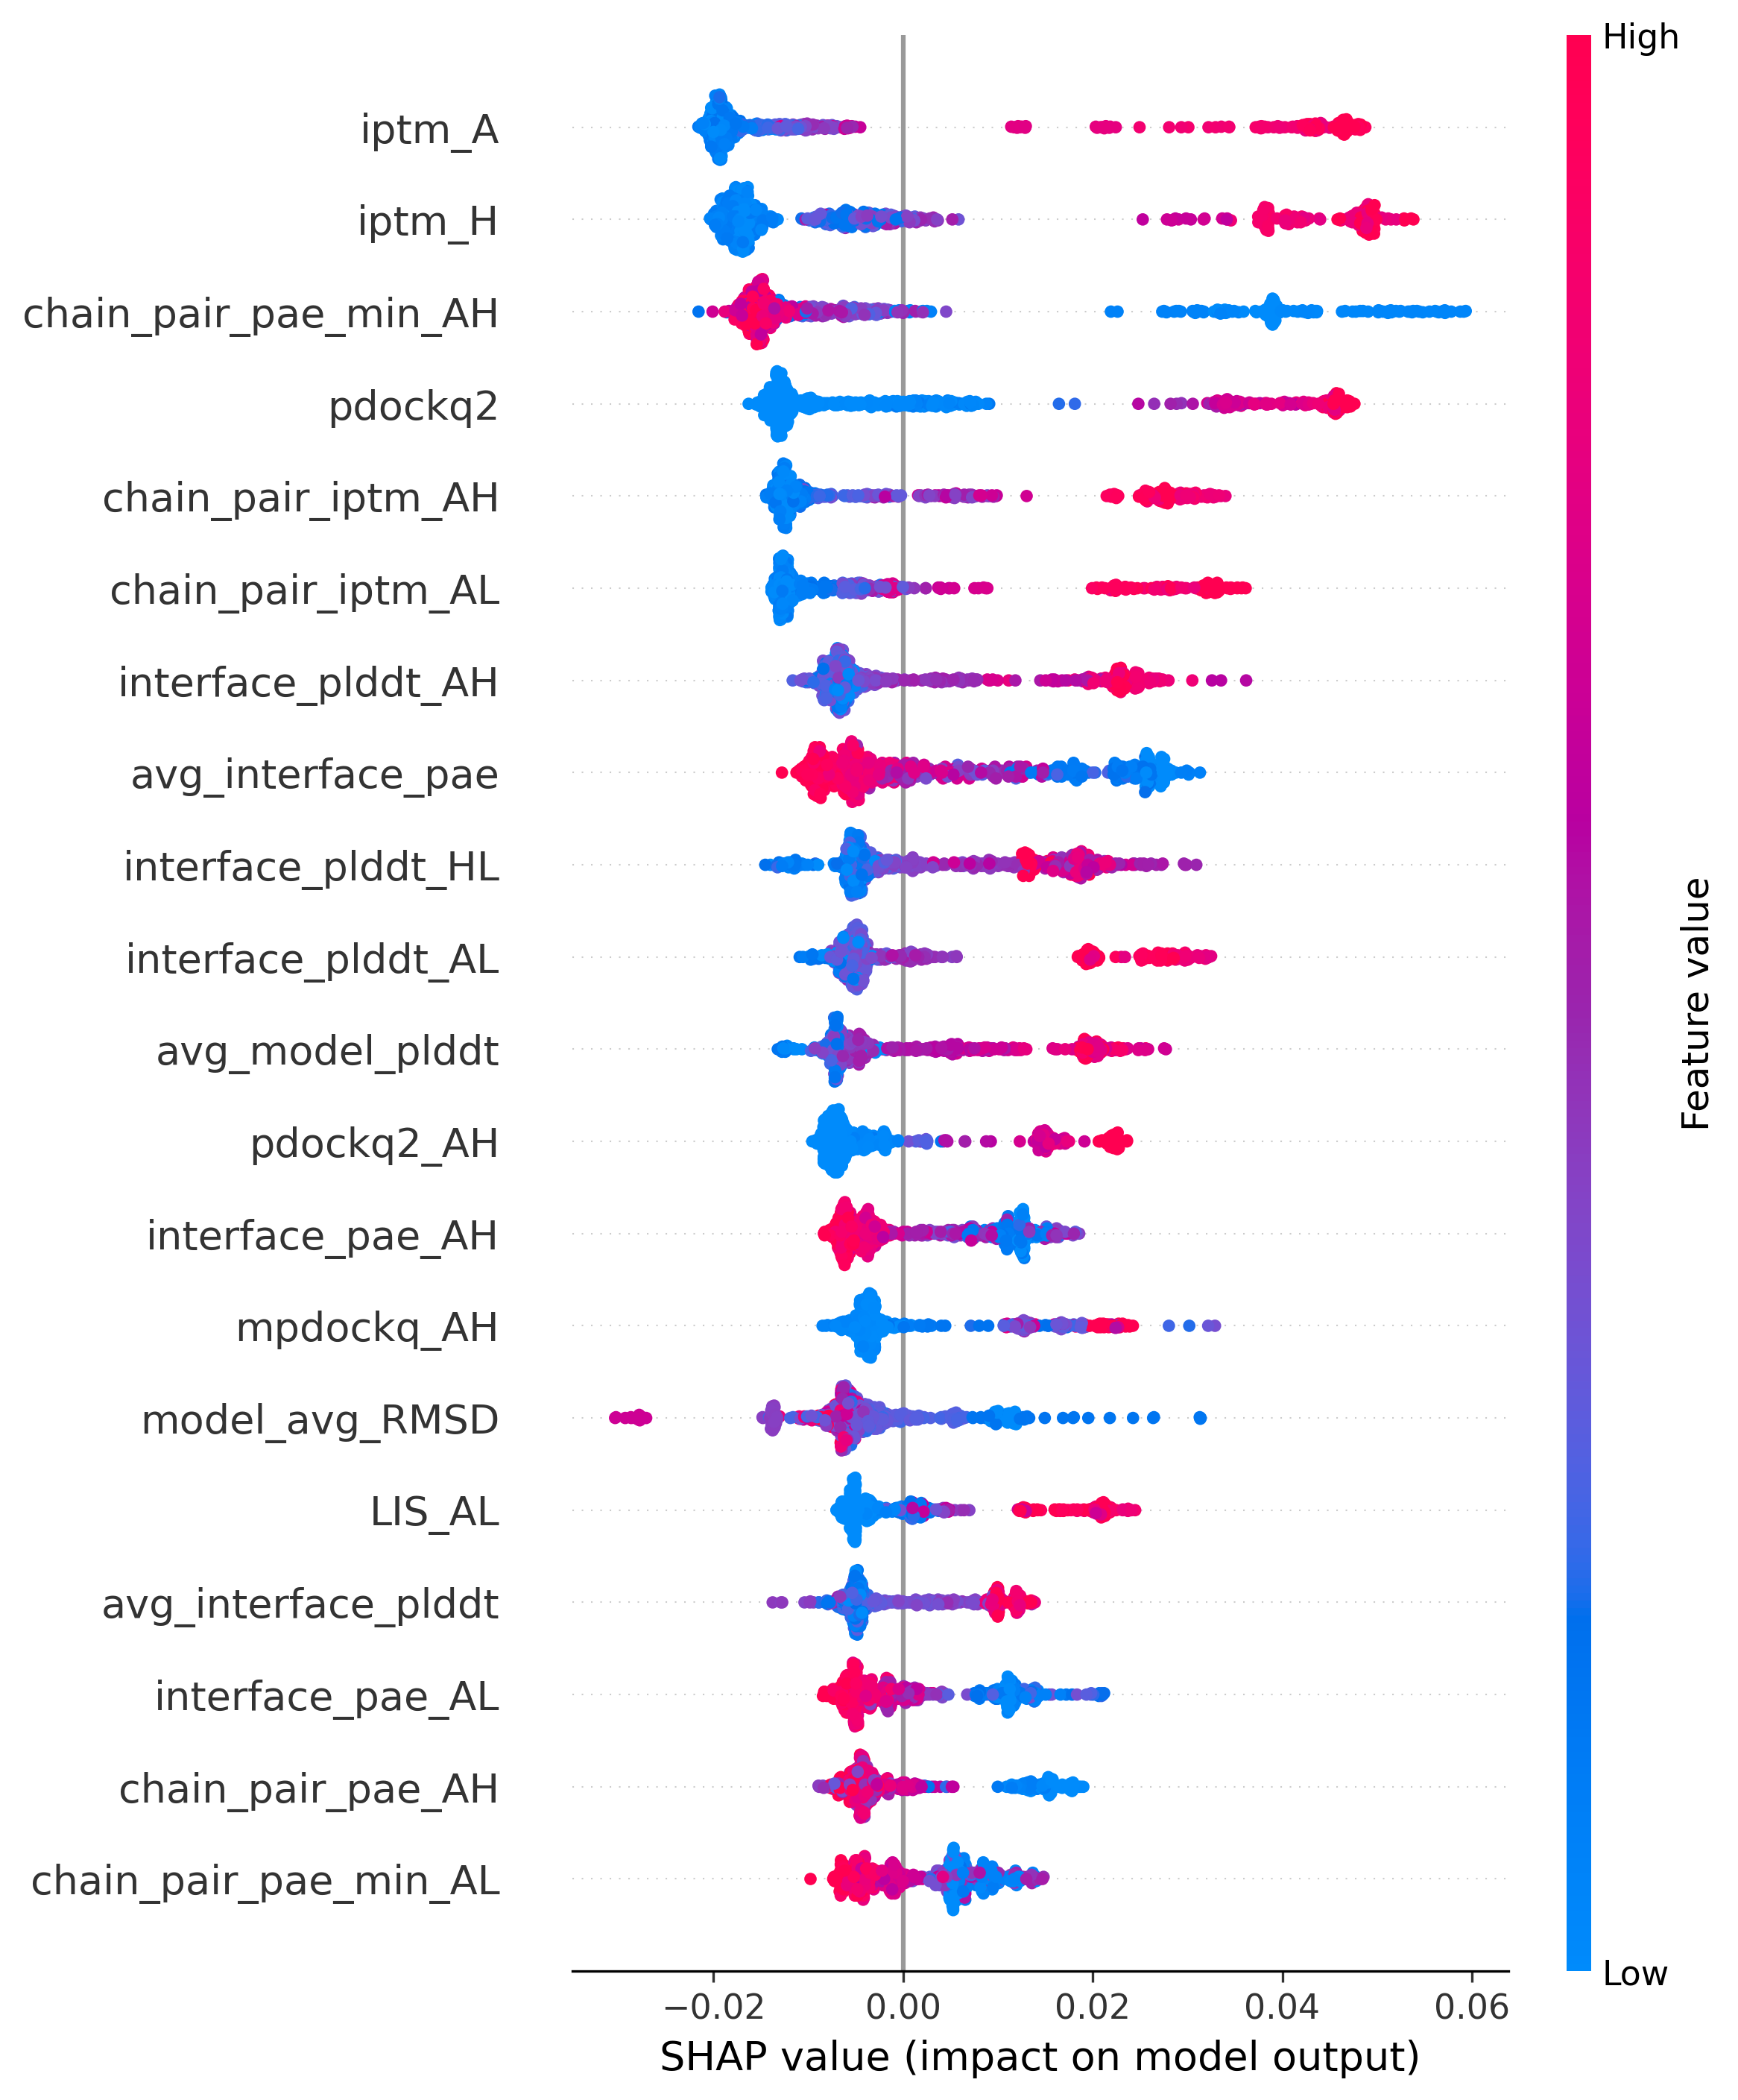 High
iptm_A
iptm_H
chain_pair_pae_min_AH
pdockq2
chain_pair_iptm_AH
chain_pair_iptm_AL
interface_plddt_AH
avg_interface_pae
interface_plddt_HL
interface_plddt_AL
avg_model_plddt
pdockq2_AH
interface_pae_AH
mpdockq_AH
model_avg_RMSD
LIS_AL
avg_interface_plddt
interface_pae_AL
chain_pair_pae_AH
chain_pair_pae_min_AL
Feature value
Low
−0.02 0.00 0.02 0.04 0.06
SHAP value (impact on model output)